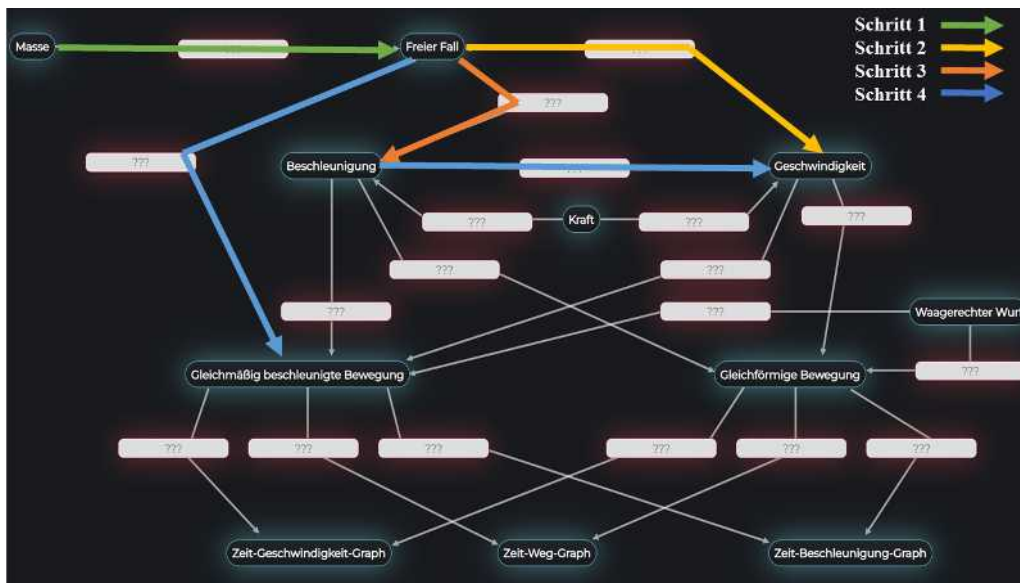 Schritt 1
Schritt 2
Schritt 3
Schritt 4
Masse
???
Freier Fall
???
???
???
Beschleunigung
???
Geschwindigkeit
???
Kraft
???
???
???
???
???
???
Waagerechter Wurf
???
Gleichmäßig beschleunigte Bewegung
Gleichförmige Bewegung
???
???
???
???
???
???
Zeit-Geschwindigkeit-Graph
Zeit-Weg-Graph
Zeit-Beschleunigung-Graph